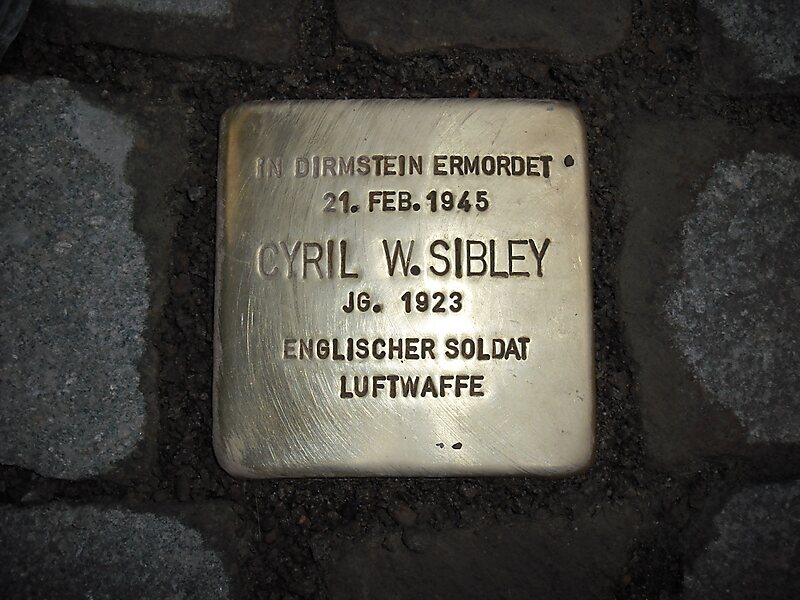 IN DIRMSTEIN ERMORDET
21. FEB. 1945
CYRIL W. SIBLEY
JG. 1923
ENGLISCHER SOLDAT
LUFTWAFFE